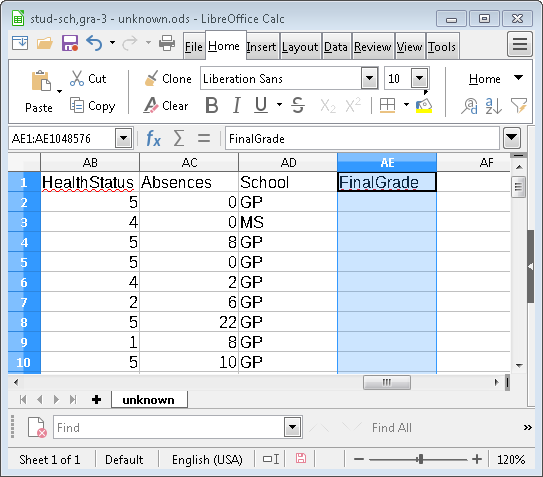 stud-sch,gra-3 - unknown.ods - LibreOffice Calc
File Home Insert Layout Data Review View Tools
Cut Clone Liberation Sans 10 Home
Paste Copy Clear B I U S X2 X2 A
AE1:AE1048576 fx Σ = FinalGrade
AB AC AD AE AF
1 HealthStatus Absences School FinalGrade
2 5 0 GP
3 4 0 MS
4 5 8 GP
5 5 0 GP
6 4 2 GP
7 2 6 GP
8 5 22 GP
9 1 8 GP
10 5 10 GP
unknown
Find Find All
Sheet 1 of 1 Default English (USA) 120%